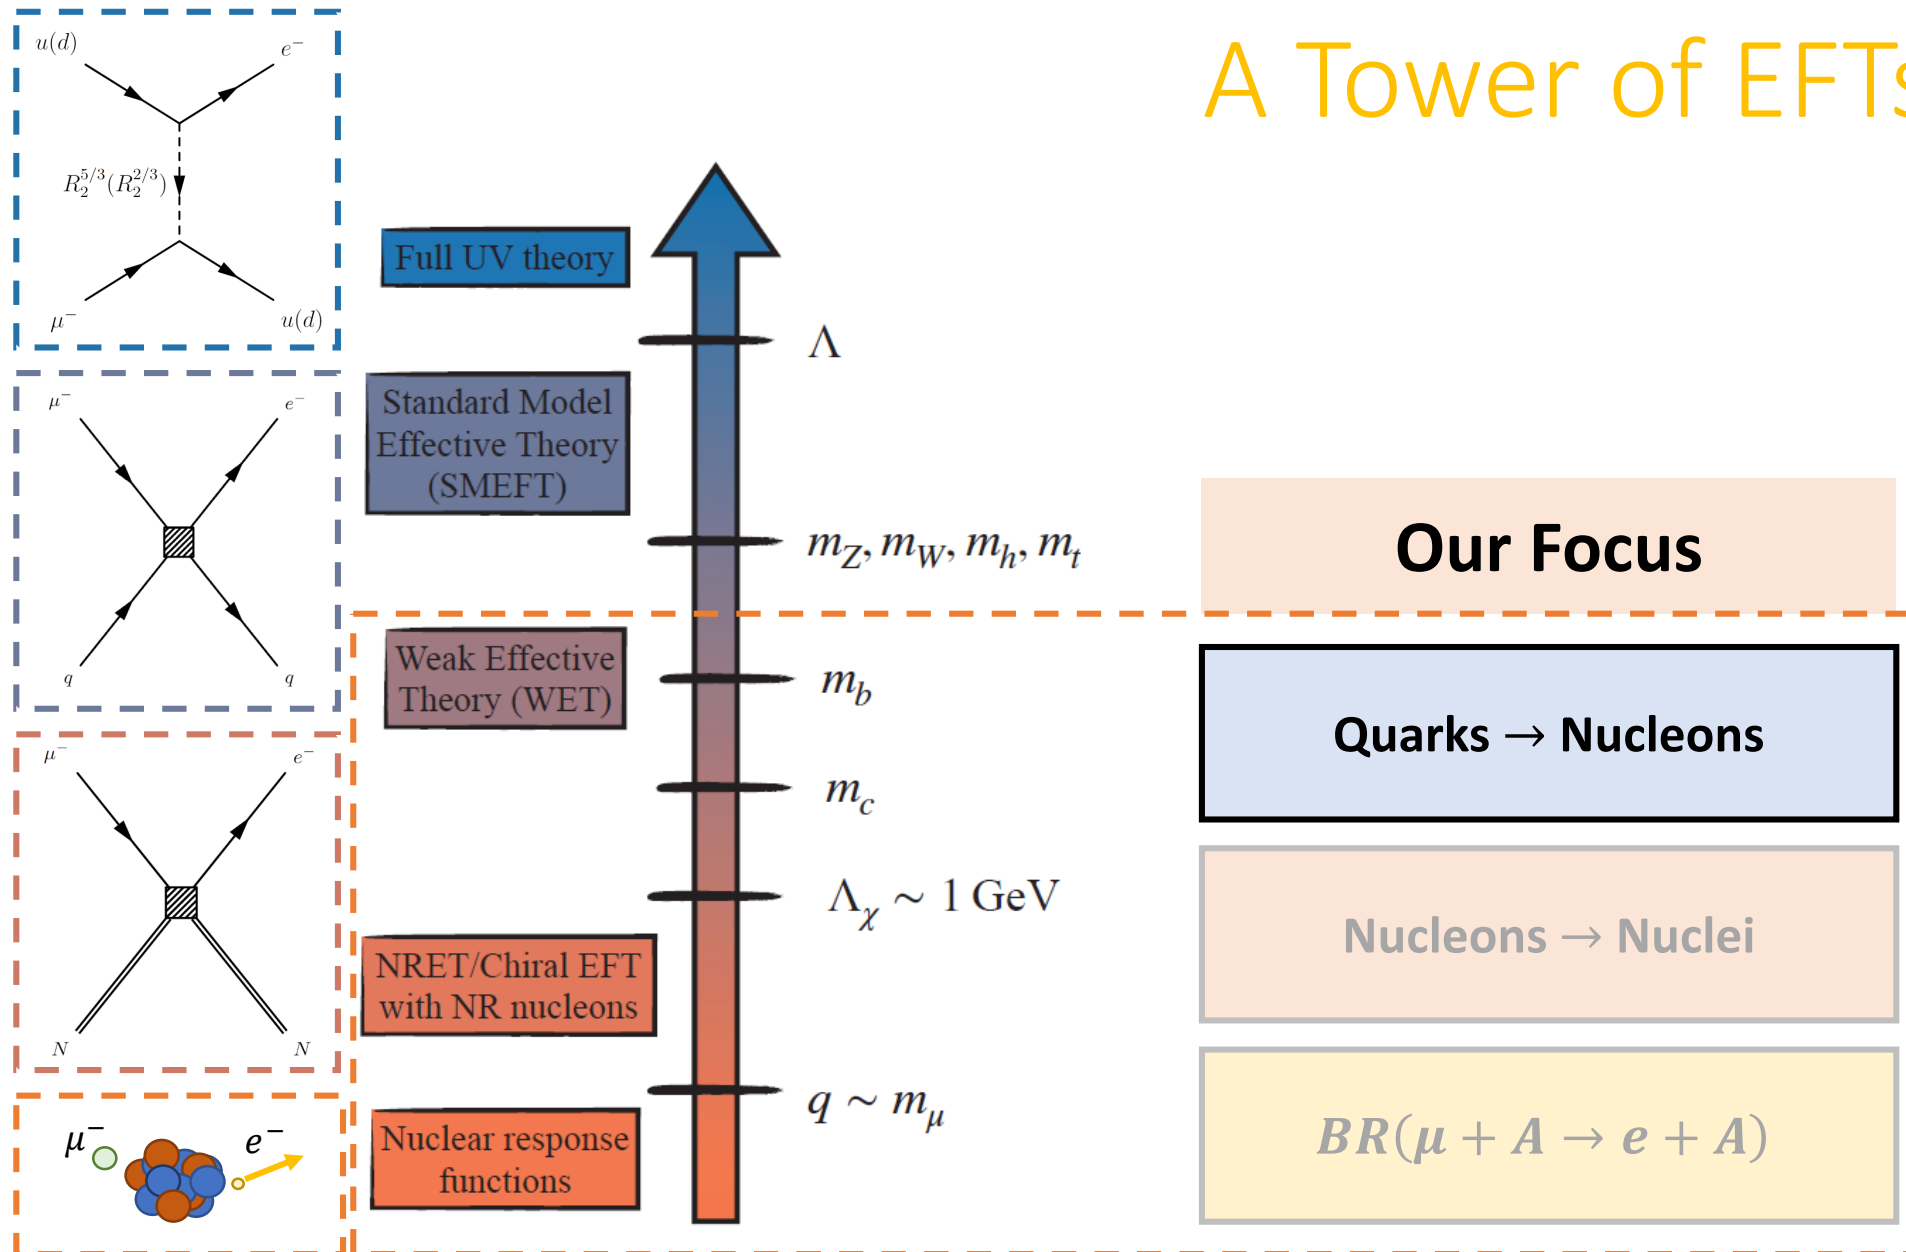 A Tower of EFTs
u(d)
e⁻
R₂^{5/3}(R₂^{2/3})
μ⁻
u(d)
μ⁻
e⁻
q
q
μ⁻
e⁻
N
N
μ⁻
e⁻
Full UV theory
Λ
Standard Model
Effective Theory
(SMEFT)
m_Z, m_W, m_h, m_t
Weak Effective
Theory (WET)
m_b
m_c
Λ_χ ∼ 1 GeV
NRET/Chiral EFT
with NR nucleons
q ∼ m_μ
Nuclear response
functions
Our Focus
Quarks → Nucleons
Nucleons → Nuclei
BR(μ + A → e + A)